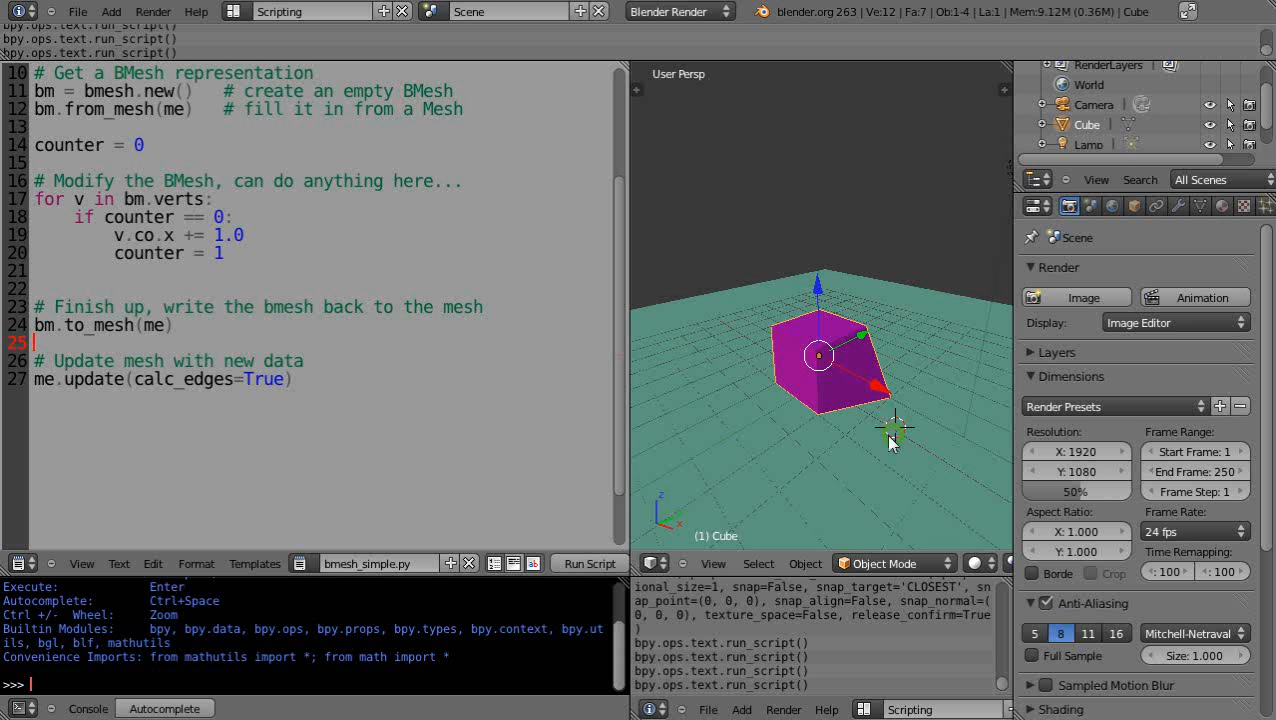 File Add Render Help Scripting Scene Blender Render blender.org 263 | Ve:12 | Fa:7 | Ob:1-4 | La:1 | Mem:9.12M (0.36M) | Cube
bpy.ops.text.run_script()
bpy.ops.text.run_script()
bpy.ops.text.run_script()
10 # Get a BMesh representation
11 bm = bmesh.new()   # create an empty BMesh
12 bm.from_mesh(me)   # fill it in from a Mesh
13
14 counter = 0
15
16 # Modify the BMesh, can do anything here...
17 for v in bm.verts:
18     if counter == 0:
19         v.co.x += 1.0
20         counter = 1
21
22
23 # Finish up, write the bmesh back to the mesh
24 bm.to_mesh(me)
25
26 # Update mesh with new data
27 me.update(calc_edges=True)
View Text Edit Format Templates bmesh_simple.py Run Script
Execute: Enter
Autocomplete: Ctrl+Space
Ctrl +/- Wheel: Zoom
Builtin Modules: bpy, bpy.data, bpy.ops, bpy.props, bpy.types, bpy.context, bpy.ut
ils, bgl, blf, mathutils
Convenience Imports: from mathutils import *; from math import *
>>>
Console Autocomplete
User Persp
z
y
x
(1) Cube
View Select Object Object Mode
ional_size=1, snap=False, snap_target='CLOSEST', sn
ap_point=(0, 0, 0), snap_align=False, snap_normal=(
0, 0, 0), texture_space=False, release_confirm=True
)
bpy.ops.text.run_script()
bpy.ops.text.run_script()
bpy.ops.text.run_script()
bpy.ops.text.run_script()
File Add Render Help Scripting
RenderLayers
World
Camera
Cube
Lamp
View Search All Scenes
Scene
Render
Image Animation
Display: Image Editor
Layers
Dimensions
Render Presets
Resolution: Frame Range:
X: 1920 Start Frame: 1
Y: 1080 End Frame: 250
50% Frame Step: 1
Aspect Ratio: Frame Rate:
X: 1.000 24 fps
Y: 1.000 Time Remapping:
Borde Crop : 100 : 100
Anti-Aliasing
5 8 11 16 Mitchell-Netraval
Full Sample Size: 1.000
Sampled Motion Blur
Shading